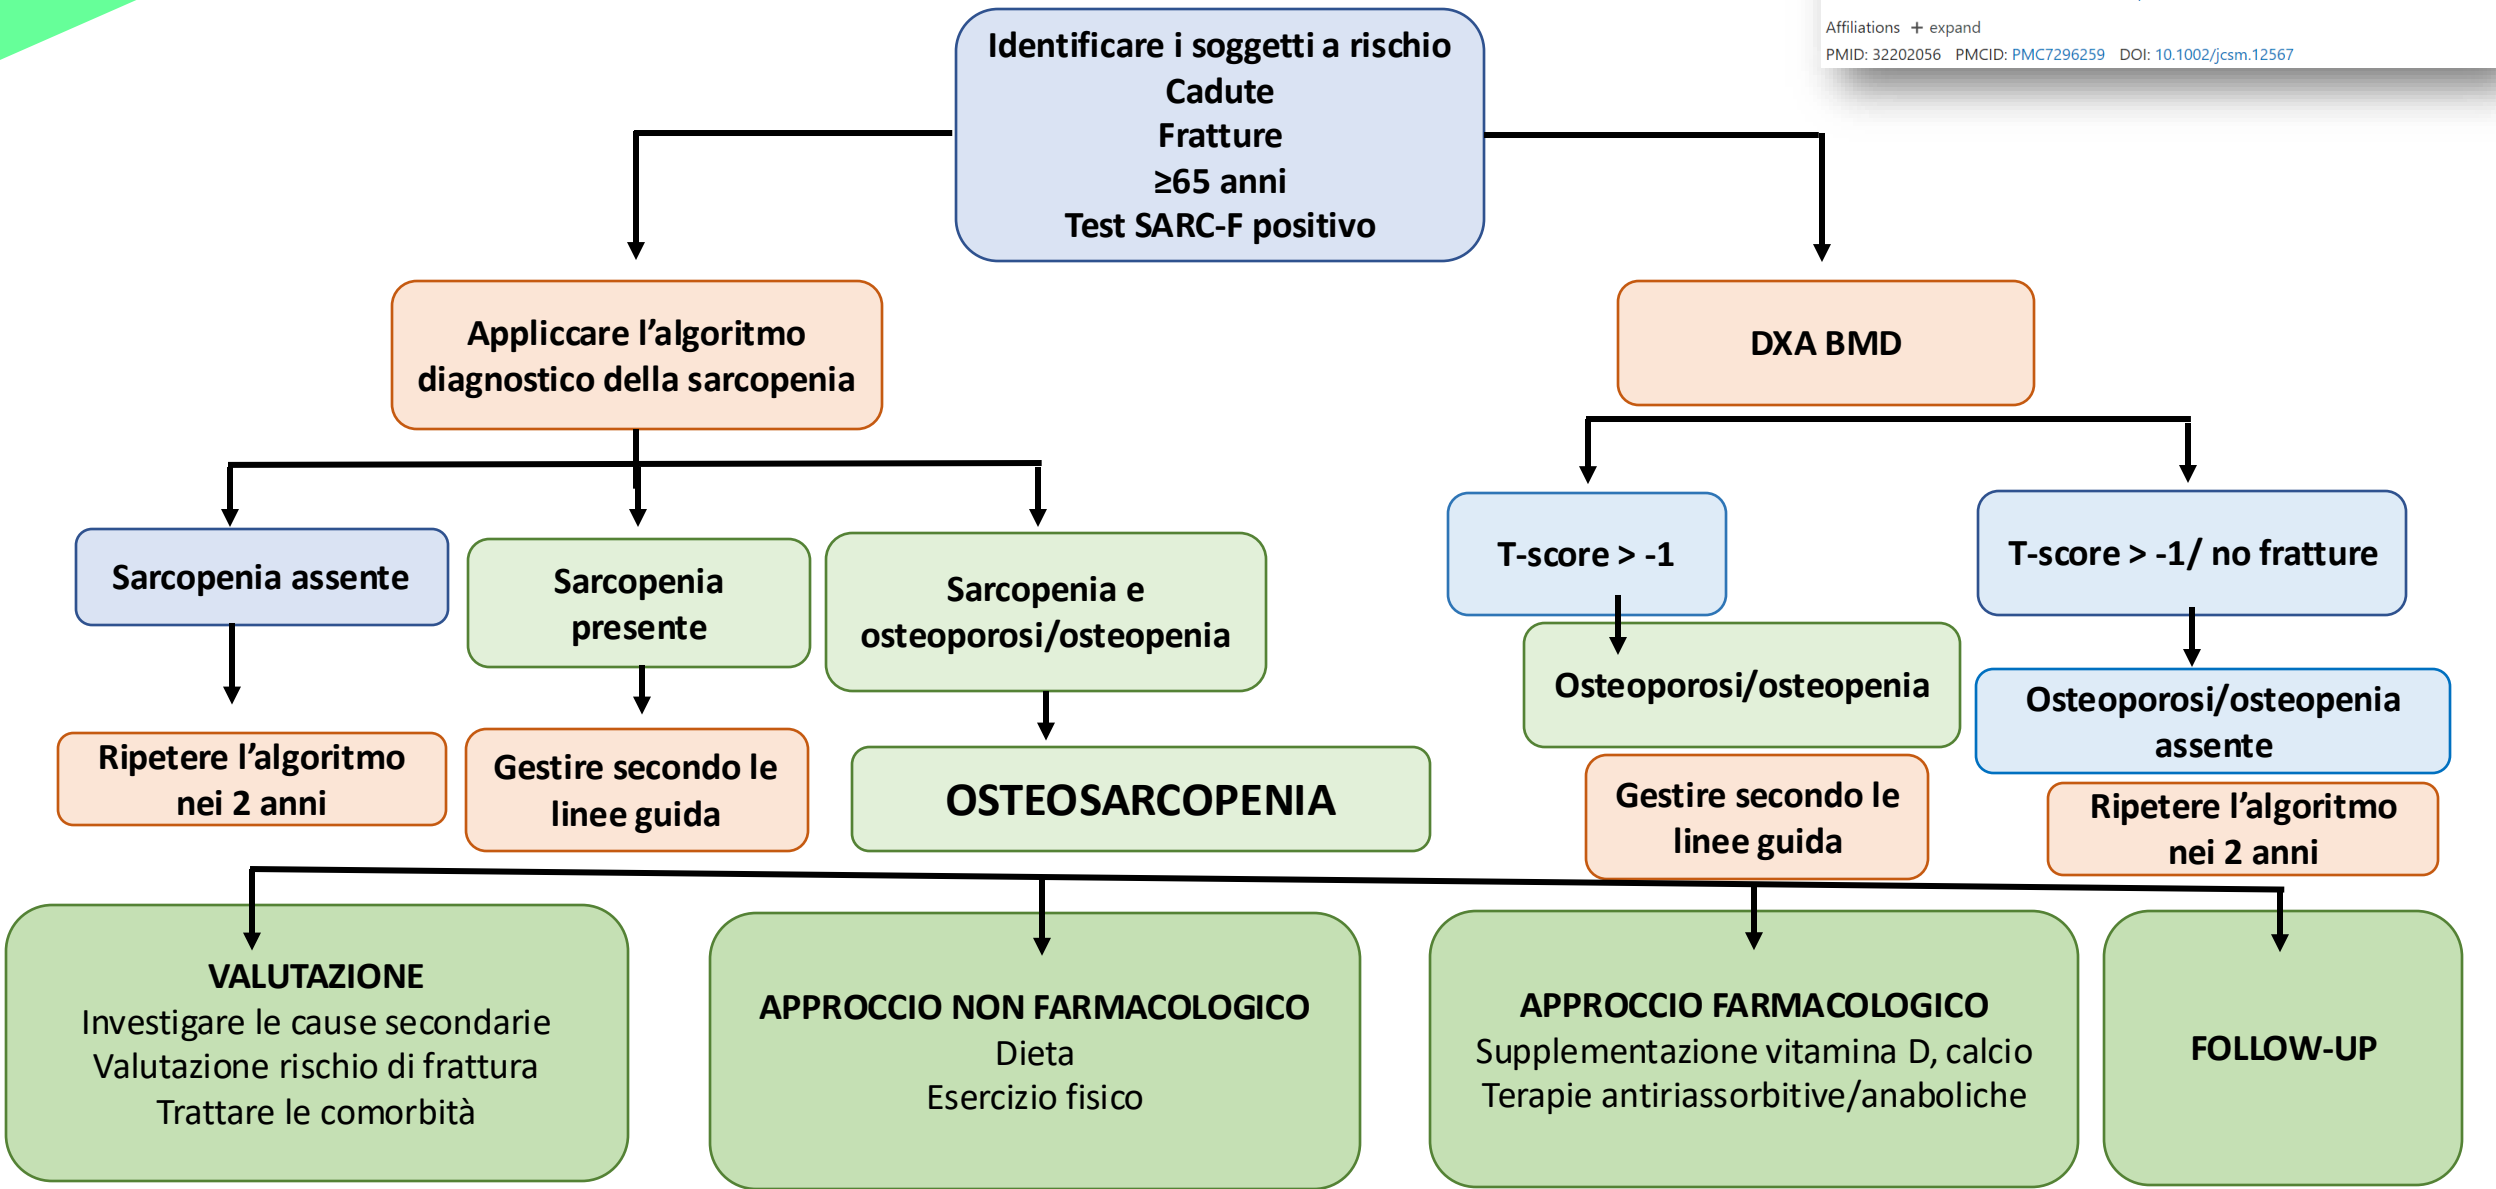 Affiliations + expand
PMID: 32202056 PMCID: PMC7296259 DOI: 10.1002/jcsm.12567
Identificare i soggetti a rischio
Cadute
Fratture
≥65 anni
Test SARC-F positivo
Appliccare l'algoritmo
diagnostico della sarcopenia
DXA BMD
Sarcopenia assente
Sarcopenia
presente
Sarcopenia e
osteoporosi/osteopenia
T-score > -1
T-score > -1/ no fratture
Osteoporosi/osteopenia
Osteoporosi/osteopenia
assente
Ripetere l'algoritmo
nei 2 anni
Gestire secondo le
linee guida
OSTEOSARCOPENIA
Gestire secondo le
linee guida
Ripetere l'algoritmo
nei 2 anni
VALUTAZIONE
Investigare le cause secondarie
Valutazione rischio di frattura
Trattare le comorbità
APPROCCIO NON FARMACOLOGICO
Dieta
Esercizio fisico
APPROCCIO FARMACOLOGICO
Supplementazione vitamina D, calcio
Terapie antiriassorbitive/anaboliche
FOLLOW-UP